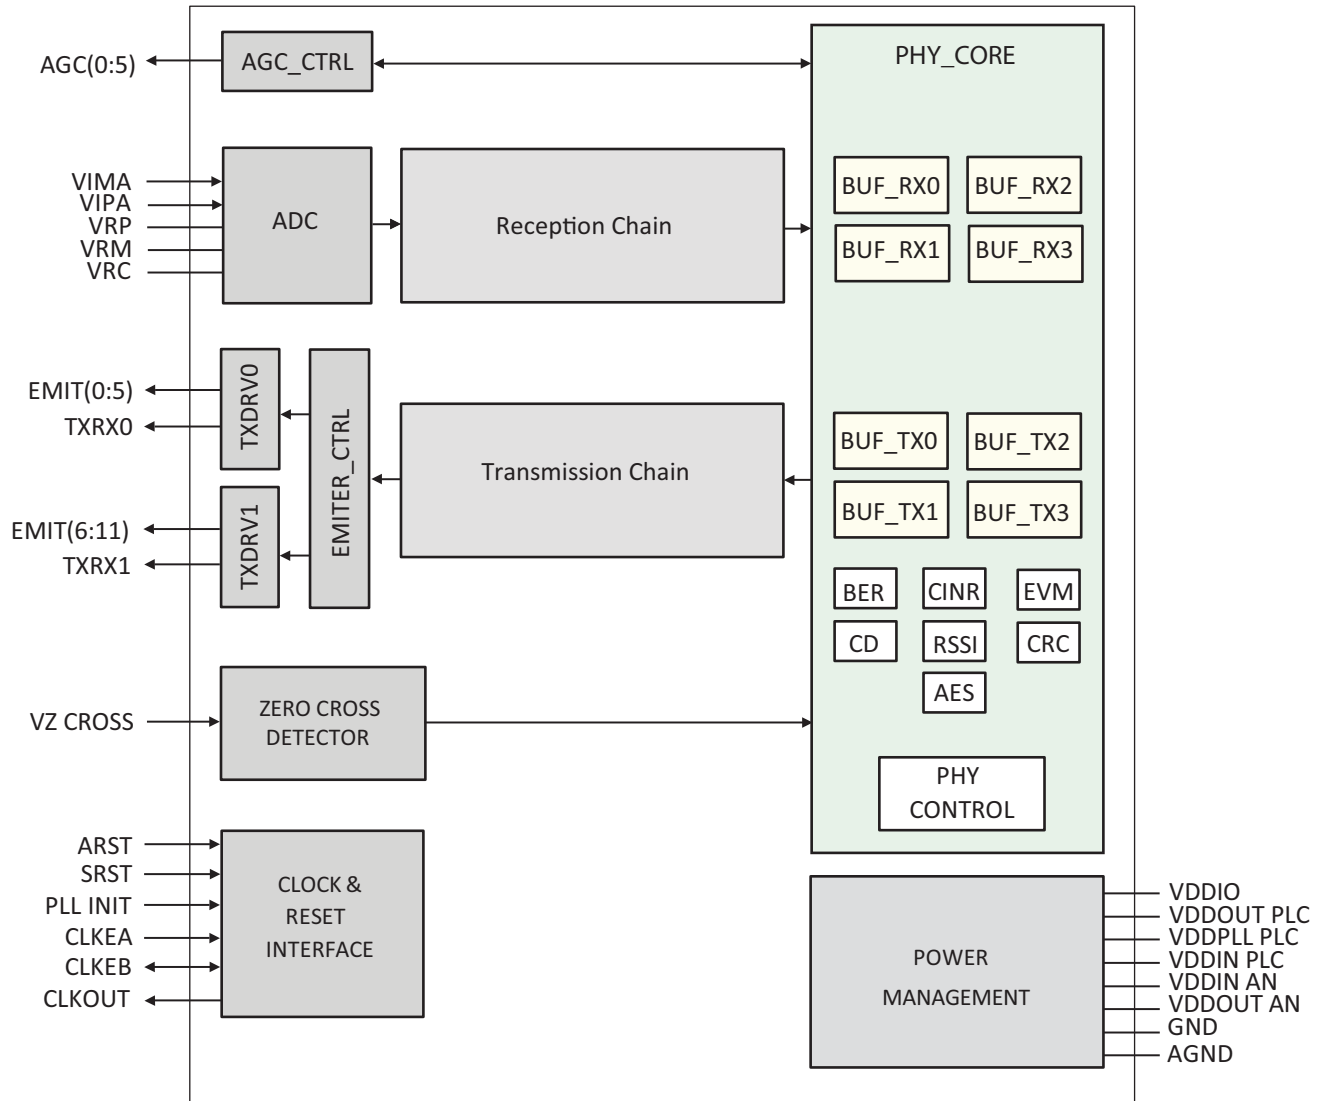 AGC(0:5)
AGC_CTRL
PHY_CORE
VIMA
VIPA
VRP
VRM
VRC
ADC
Reception Chain
BUF_RX0
BUF_RX2
BUF_RX1
BUF_RX3
EMIT(0:5)
TXRX0
EMIT(6:11)
TXRX1
TXDRV0
TXDRV1
EMITER_CTRL
Transmission Chain
BUF_TX0
BUF_TX2
BUF_TX1
BUF_TX3
BER
CINR
EVM
CD
RSSI
CRC
AES
PHY
CONTROL
VZ CROSS
ZERO CROSS
DETECTOR
ARST
SRST
PLL INIT
CLKEA
CLKEB
CLKOUT
CLOCK &
RESET
INTERFACE
POWER
MANAGEMENT
VDDIO
VDDOUT PLC
VDDPLL PLC
VDDIN PLC
VDDIN AN
VDDOUT AN
GND
AGND